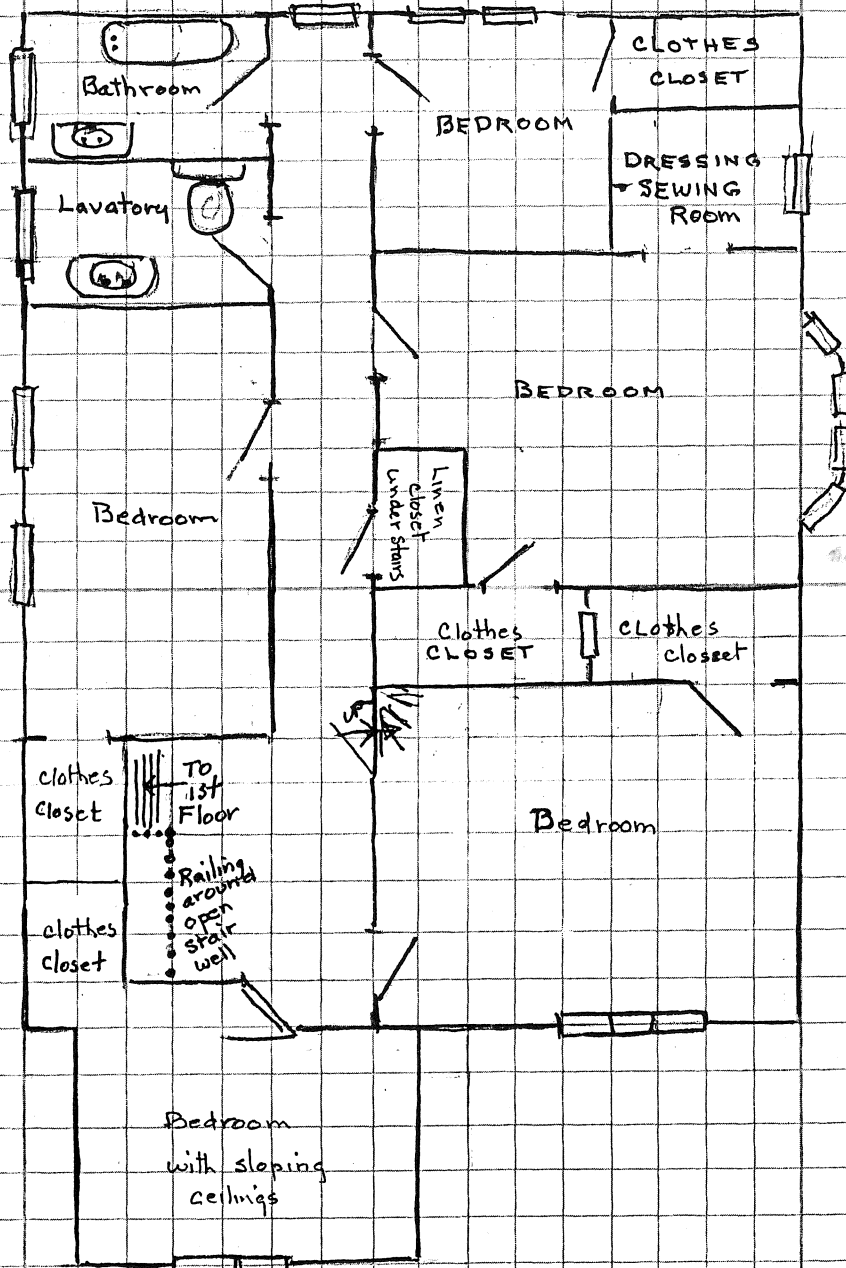 CLOTHES
CLOSET
Bathroom
BEDROOM
DRESSING
SEWING
Room
Lavatory
BEDROOM
Linen
closet
under stairs
Bedroom
Clothes
CLOSET
CLothes
Closset
UP
clothes
Closet
TO
1st
Floor
Bedroom
Railing
around
open
stair
well
clothes
closet
Bedroom
with sloping
ceilings